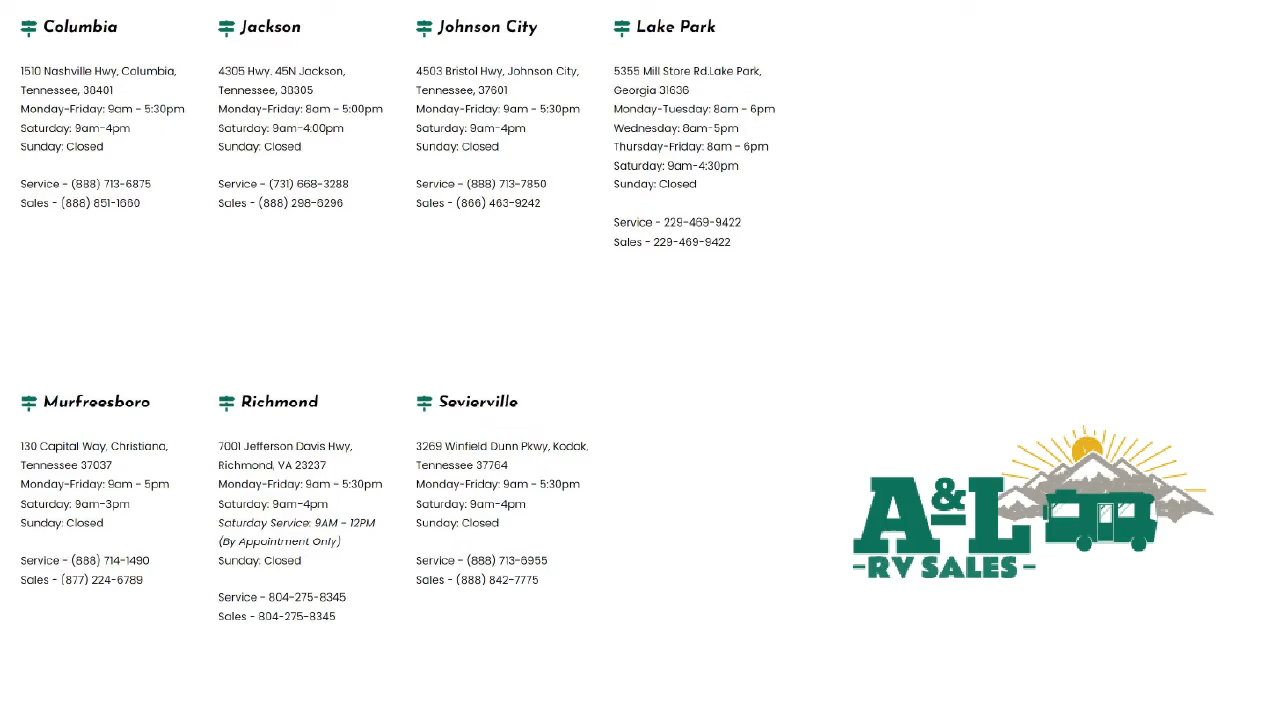 Columbia
1510 Nashville Hwy, Columbia,
Tennessee, 38401
Monday-Friday: 9am - 5:30pm
Saturday: 9am-4pm
Sunday: Closed
Service - (888) 713-6875
Sales - (888) 851-1660
Jackson
4305 Hwy. 45N Jackson,
Tennessee, 38305
Monday-Friday: 8am - 5:00pm
Saturday: 9am-4:00pm
Sunday: Closed
Service - (731) 668-3288
Sales - (888) 298-6296
Johnson City
4503 Bristol Hwy, Johnson City,
Tennessee, 37601
Monday-Friday: 9am - 5:30pm
Saturday: 9am-4pm
Sunday: Closed
Service - (888) 713-7850
Sales - (866) 463-9242
Lake Park
5355 Mill Store Rd.Lake Park,
Georgia 31636
Monday-Tuesday: 8am - 6pm
Wednesday: 8am-5pm
Thursday-Friday: 8am - 6pm
Saturday: 9am-4:30pm
Sunday: Closed
Service - 229-469-9422
Sales - 229-469-9422
Murfreesboro
130 Capital Way, Christiana,
Tennessee 37037
Monday-Friday: 9am - 5pm
Saturday: 9am-3pm
Sunday: Closed
Service - (888) 714-1490
Sales - (877) 224-6789
Richmond
7001 Jefferson Davis Hwy,
Richmond, VA 23237
Monday-Friday: 9am - 5:30pm
Saturday: 9am-4pm
Saturday Service: 9AM - 12PM
(By Appointment Only)
Sunday: Closed
Service - 804-275-8345
Sales - 804-275-8345
Sevierville
3269 Winfield Dunn Pkwy, Kodak,
Tennessee 37764
Monday-Friday: 9am - 5:30pm
Saturday: 9am-4pm
Sunday: Closed
Service - (888) 713-6955
Sales - (888) 842-7775
A&L
-RV SALES-